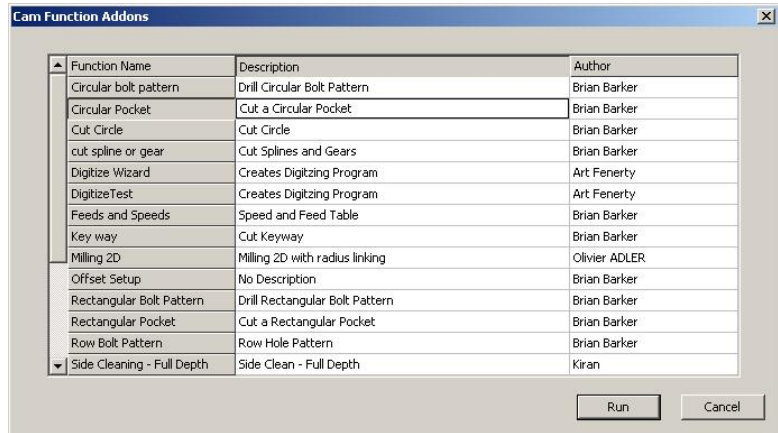 Cam Function Addons
Function Name Description Author
Circular bolt pattern Drill Circular Bolt Pattern Brian Barker
Circular Pocket Cut a Circular Pocket Brian Barker
Cut Circle Cut Circle Brian Barker
cut spline or gear Cut Splines and Gears Brian Barker
Digitize Wizard Creates Digitzing Program Art Fenerty
DigitizeTest Creates Digitzing Program Art Fenerty
Feeds and Speeds Speed and Feed Table Brian Barker
Key way Cut Keyway Brian Barker
Milling 2D Milling 2D with radius linking Olivier ADLER
Offset Setup No Description Brian Barker
Rectangular Bolt Pattern Drill Rectangular Bolt Pattern Brian Barker
Rectangular Pocket Cut a Rectangular Pocket Brian Barker
Row Bolt Pattern Row Hole Pattern Brian Barker
Side Cleaning - Full Depth Side Clean - Full Depth Kiran
Run Cancel